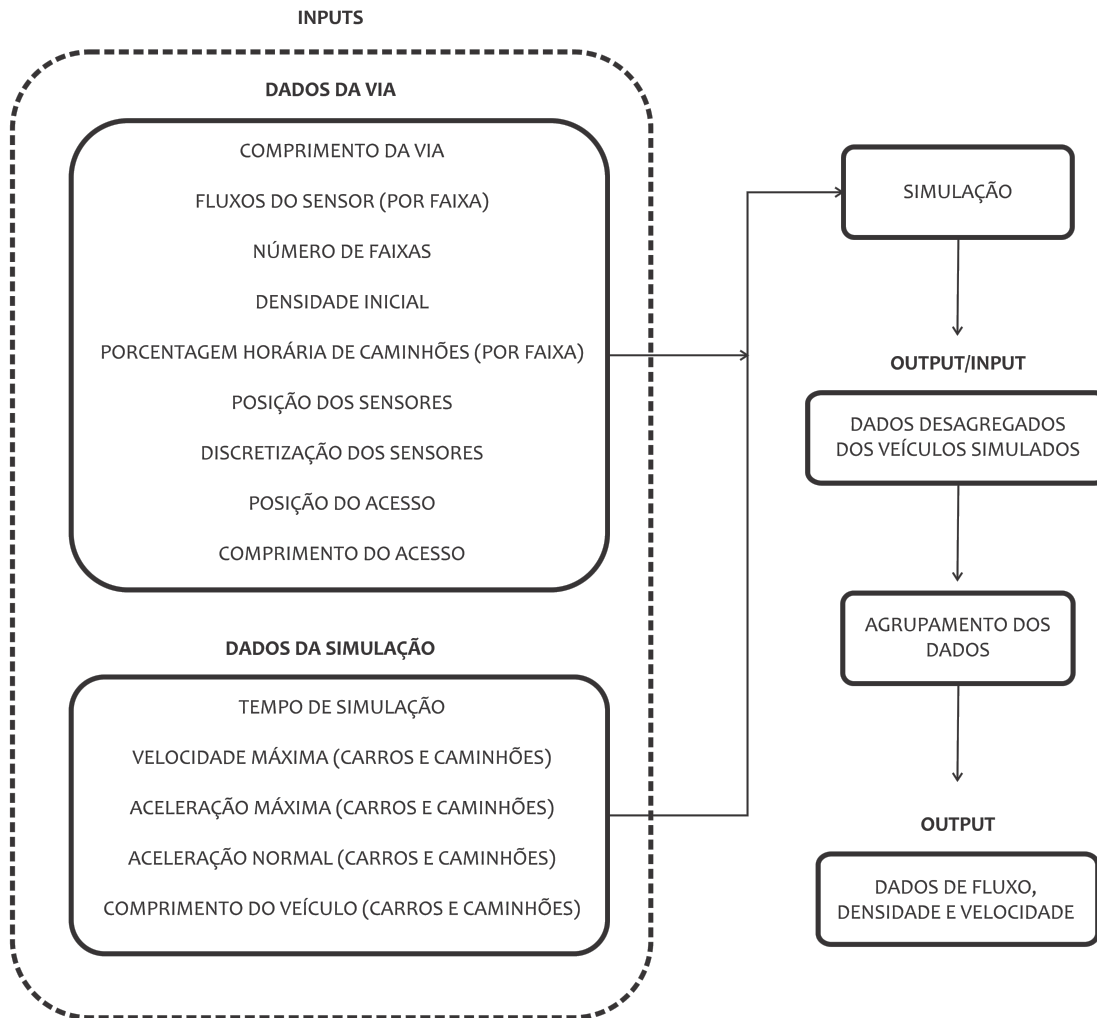 INPUTS
DADOS DA VIA
COMPRIMENTO DA VIA
FLUXOS DO SENSOR (POR FAIXA)
NÚMERO DE FAIXAS
DENSIDADE INICIAL
PORCENTAGEM HORÁRIA DE CAMINHÕES (POR FAIXA)
POSIÇÃO DOS SENSORES
DISCRETIZAÇÃO DOS SENSORES
POSIÇÃO DO ACESSO
COMPRIMENTO DO ACESSO
DADOS DA SIMULAÇÃO
TEMPO DE SIMULAÇÃO
VELOCIDADE MÁXIMA (CARROS E CAMINHÕES)
ACELERAÇÃO MÁXIMA (CARROS E CAMINHÕES)
ACELERAÇÃO NORMAL (CARROS E CAMINHÕES)
COMPRIMENTO DO VEÍCULO (CARROS E CAMINHÕES)
SIMULAÇÃO
OUTPUT/INPUT
DADOS DESAGREGADOS
DOS VEÍCULOS SIMULADOS
AGRUPAMENTO DOS
DADOS
OUTPUT
DADOS DE FLUXO,
DENSIDADE E VELOCIDADE